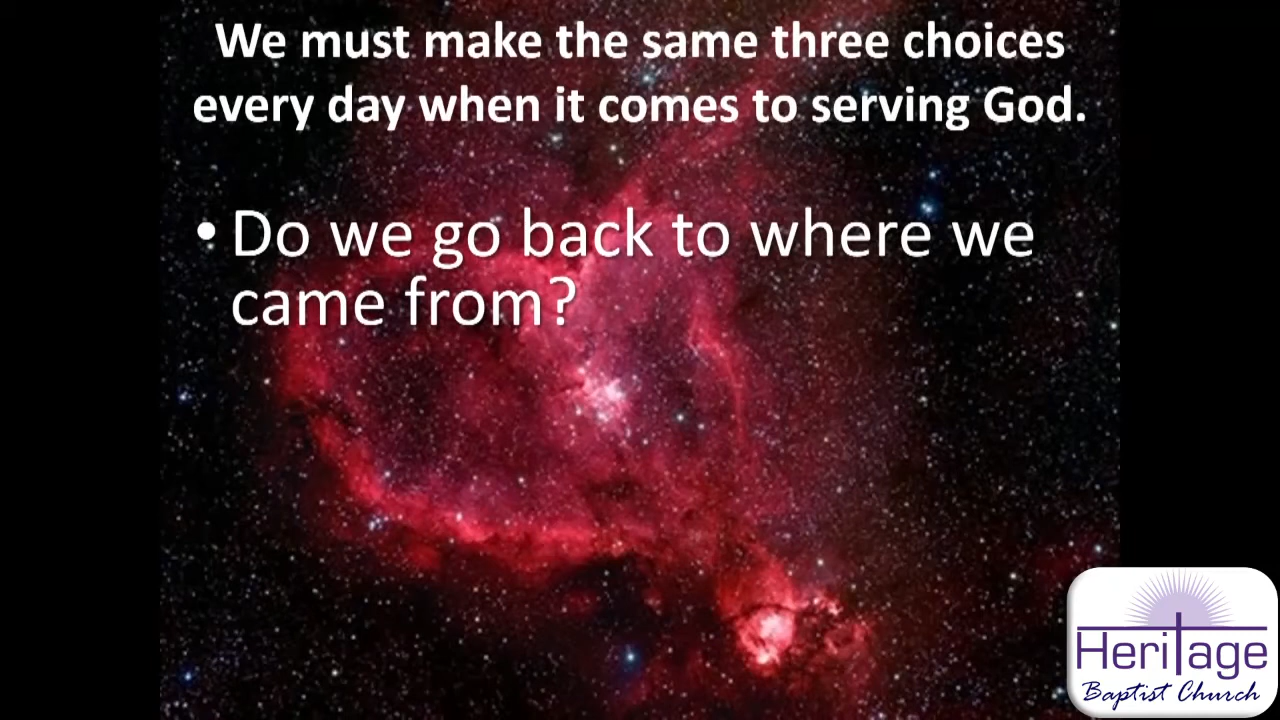 We must make the same three choices
every day when it comes to serving God.
• Do we go back to where we
came from?
Heritage
Baptist Church